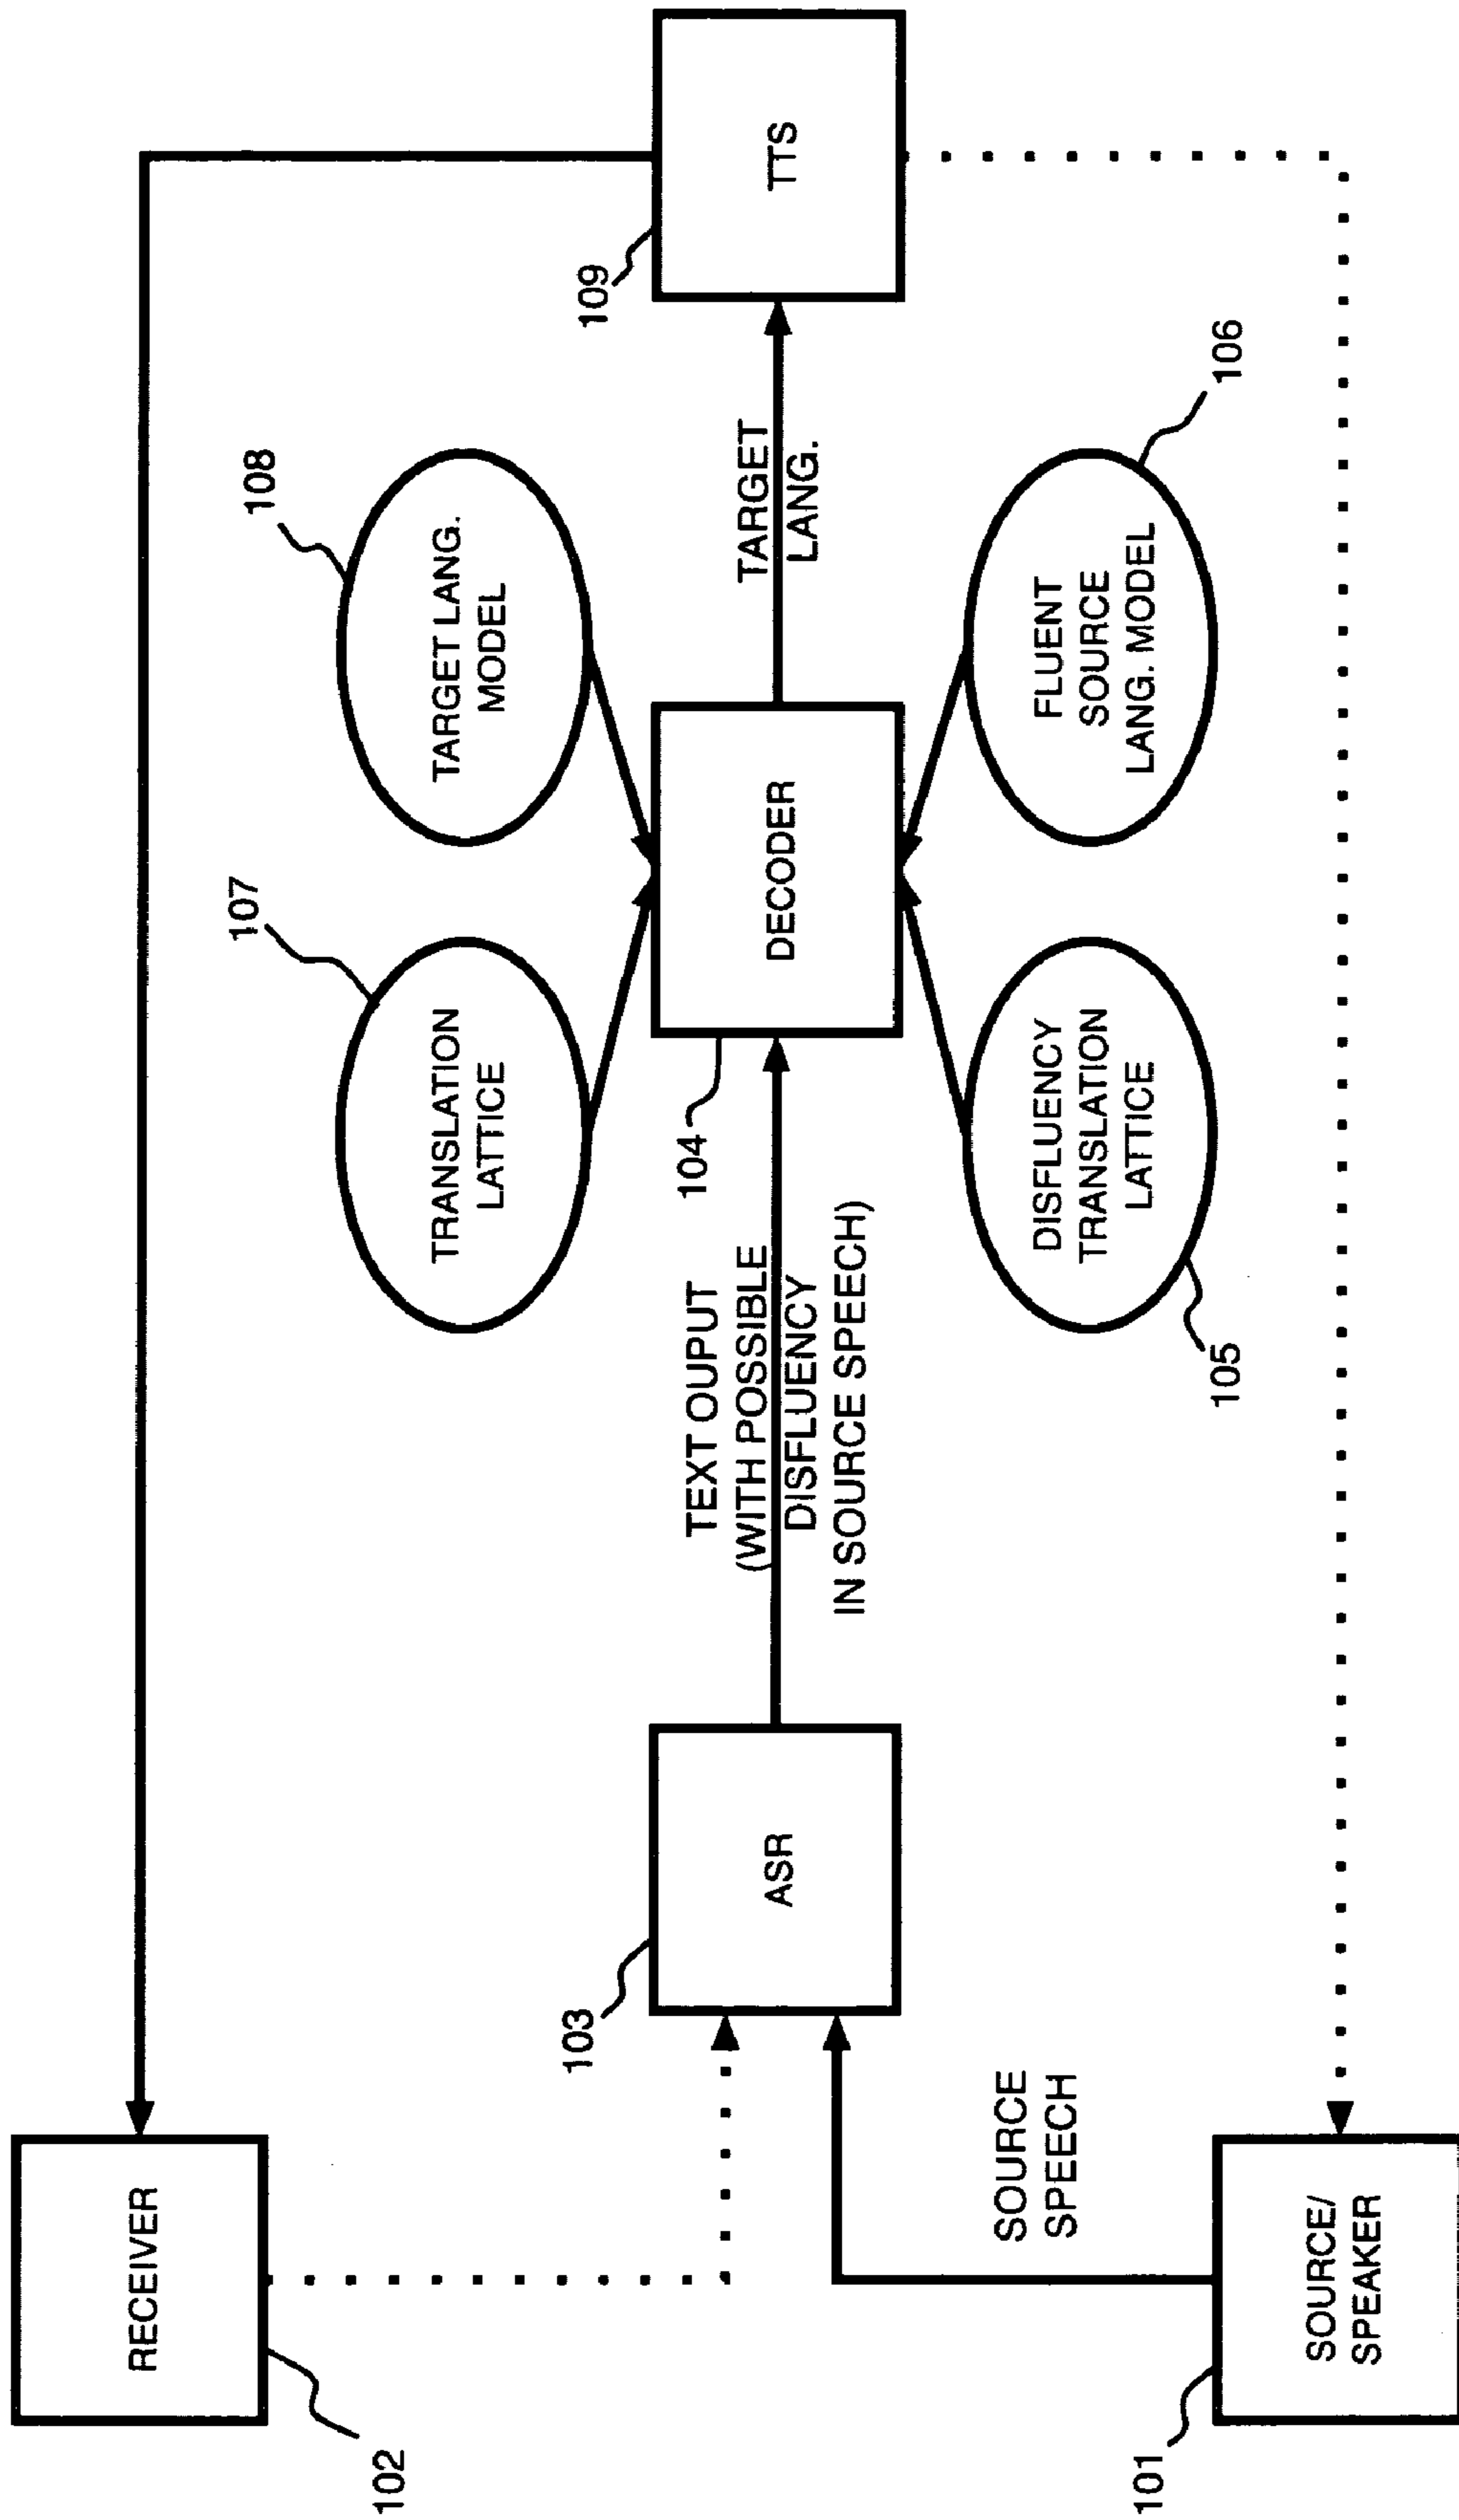 102
RECEIVER
107
108
TRANSLATION
LATTICE
TARGET LANG.
MODEL
103
ASR
TEXT OUPUT
(WITH POSSIBLE
DISFLUENCY
IN SOURCE SPEECH)
104
DECODER
TARGET
LANG.
109
TTS
SOURCE
SPEECH
101
SOURCE/
SPEAKER
105
DISFLUENCY
TRANSLATION
LATTICE
FLUENT
SOURCE
LANG. MODEL
106